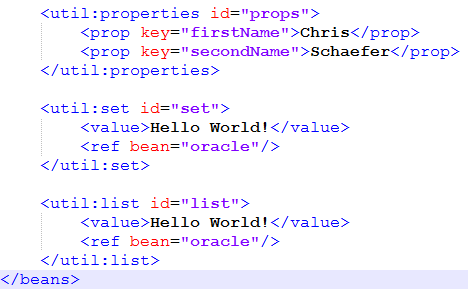 <util:properties id="props">
<prop key="firstName">Chris</prop>
<prop key="secondName">Schaefer</prop>
</util:properties>
<util:set id="set">
<value>Hello World!</value>
<ref bean="oracle"/>
</util:set>
<util:list id="list">
<value>Hello World!</value>
<ref bean="oracle"/>
</util:list>
</beans>